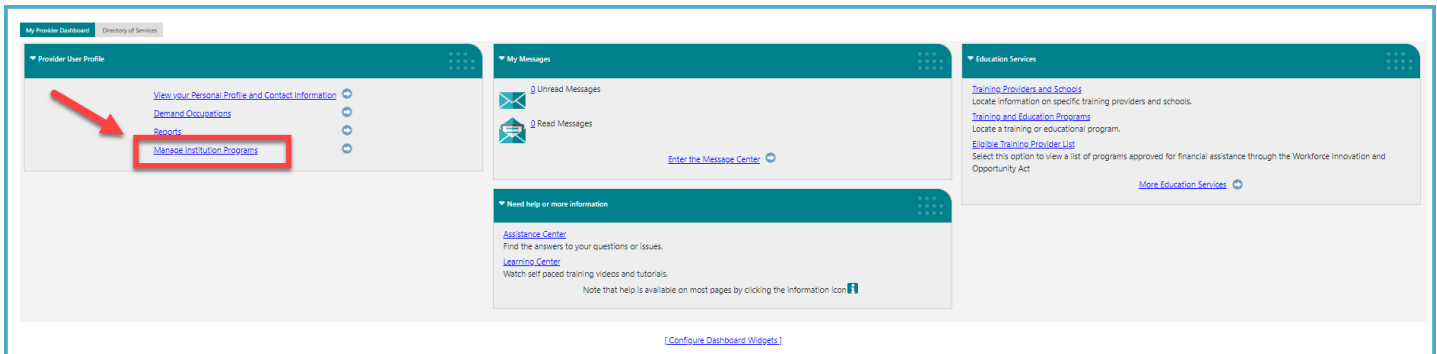 My Provider Dashboard
Directory of Services
Provider User Profile
View your Personal Profile and Contact Information
Demand Occupations
Reports
Manage Institution Programs
My Messages
0 Unread Messages
0 Read Messages
Enter the Message Center
Need help or more information
Assistance Center
Find the answers to your questions or issues.
Learning Center
Watch self paced training videos and tutorials.
Note that help is available on most pages by clicking the information icon
Education Services
Training Providers and Schools
Locate information on specific training providers and schools.
Training and Education Programs
Locate a training or educational program.
Eligible Training Provider List
Select this option to view a list of programs approved for financial assistance through the Workforce Innovation and
Opportunity Act
More Education Services
[ Configure Dashboard Widgets ]